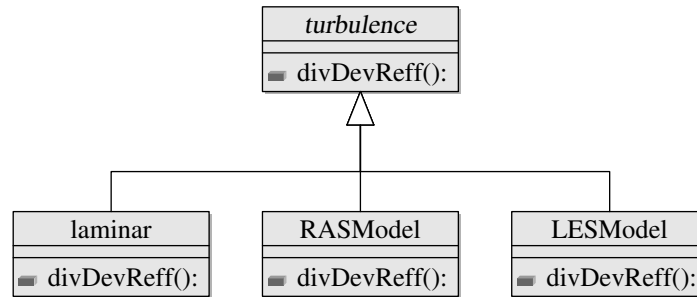 turbulence
divDevReff():
laminar RASModel LESModel
divDevReff(): divDevReff(): divDevReff():